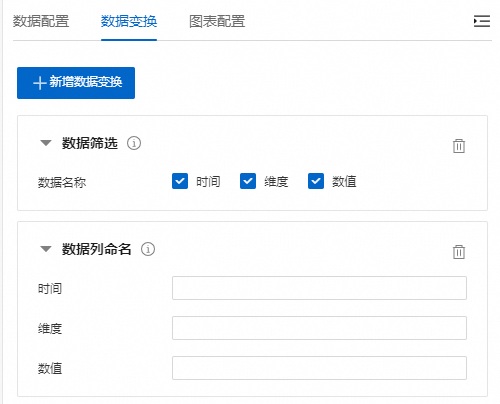 数据配置 数据变换 图表配置
新增数据变换
数据筛选
数据名称 时间 维度 数值
数据列命名
时间
维度
数值